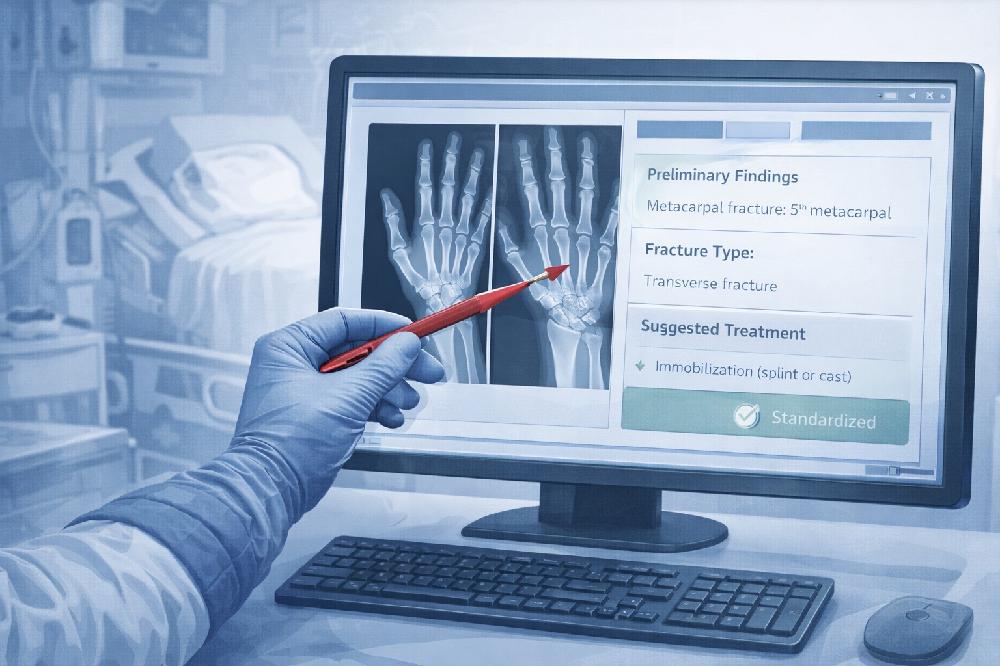 Preliminary Findings
Metacarpal fracture: 5th metacarpal
Fracture Type:
Transverse fracture
Suggested Treatment
Immobilization (splint or cast)
Standardized